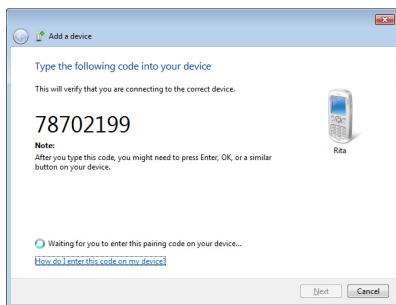 Add a device
Type the following code into your device
This will verify that you are connecting to the correct device.
78702199
Note:
After you type this code, you might need to press Enter, OK, or a similar
button on your device.
Rita
Waiting for you to enter this pairing code on your device...
How do I enter this code on my device?
Next Cancel